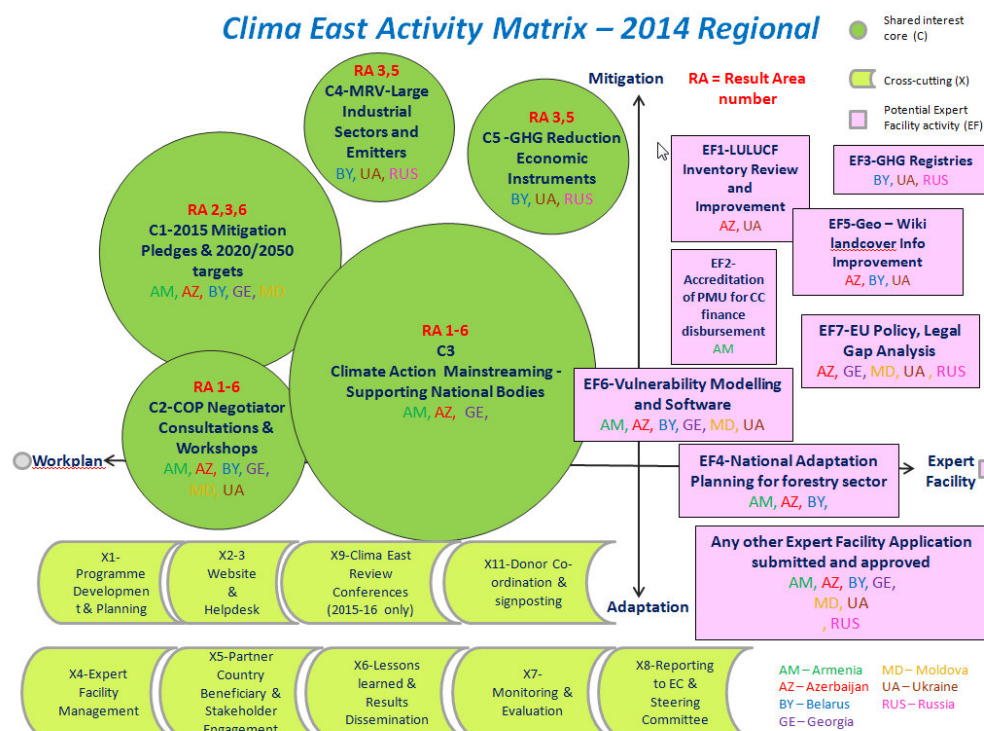 Clima East Activity Matrix – 2014 Regional
Shared interest
core (C)
Cross-cutting (X)
Potential Expert
Facility activity (EF)
Mitigation
RA = Result Area
number
RA 3,5
C4-MRV-Large
Industrial
Sectors and
Emitters
BY, UA, RUS
RA 3,5
C5 -GHG Reduction
Economic
Instruments
BY, UA, RUS
RA 2,3,6
C1-2015 Mitigation
Pledges & 2020/2050
targets
AM, AZ, BY, GE, MD
RA 1-6
C3
Climate Action Mainstreaming -
Supporting National Bodies
AM, AZ, GE,
RA 1-6
C2-COP Negotiator
Consultations &
Workshops
AM, AZ, BY, GE,
MD, UA
EF1-LULUCF
Inventory Review
and
Improvement
AZ, UA
EF3-GHG Registries
BY, UA, RUS
EF5-Geo – Wiki
landcover Info
Improvement
AZ, BY, UA
EF2-
Accreditation
of PMU for CC
finance
disbursement
AM
EF7-EU Policy, Legal
Gap Analysis
AZ, GE, MD, UA , RUS
EF6-Vulnerability Modelling
and Software
AM, AZ, BY, GE, MD, UA
Workplan
EF4-National Adaptation
Planning for forestry sector
AM, AZ, BY,
Expert
Facility
Any other Expert Facility Application
submitted and approved
AM, AZ, BY, GE,
MD, UA
, RUS
Adaptation
X1-
Programme
Developmen
t & Planning
X2-3
Website
&
Helpdesk
X9-Clima East
Review
Conferences
(2015-16 only)
X11-Donor Co-
ordination &
signposting
X4-Expert
Facility
Management
X5-Partner
Country
Beneficiary &
Stakeholder
Engagement
X6-Lessons
learned &
Results
Dissemination
X7-
Monitoring &
Evaluation
X8-Reporting
to EC &
Steering
Committee
AM – Armenia
AZ – Azerbaijan
BY – Belarus
GE – Georgia
MD – Moldova
UA – Ukraine
RUS – Russia